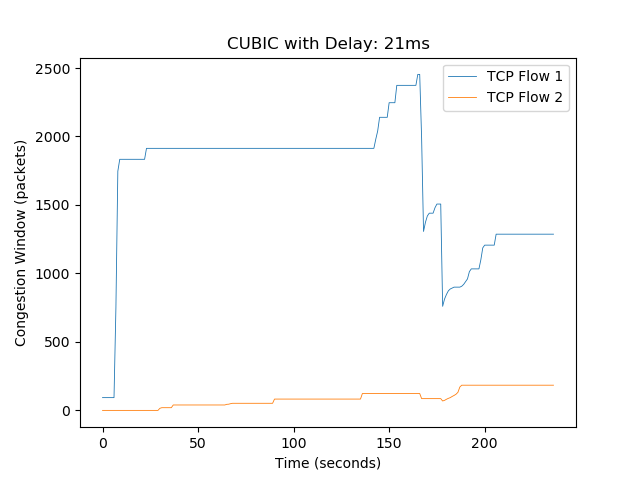 CUBIC with Delay: 21ms
TCP Flow 1
TCP Flow 2
Congestion Window (packets)
2500
2000
1500
1000
500
0
0 50 100 150 200
Time (seconds)